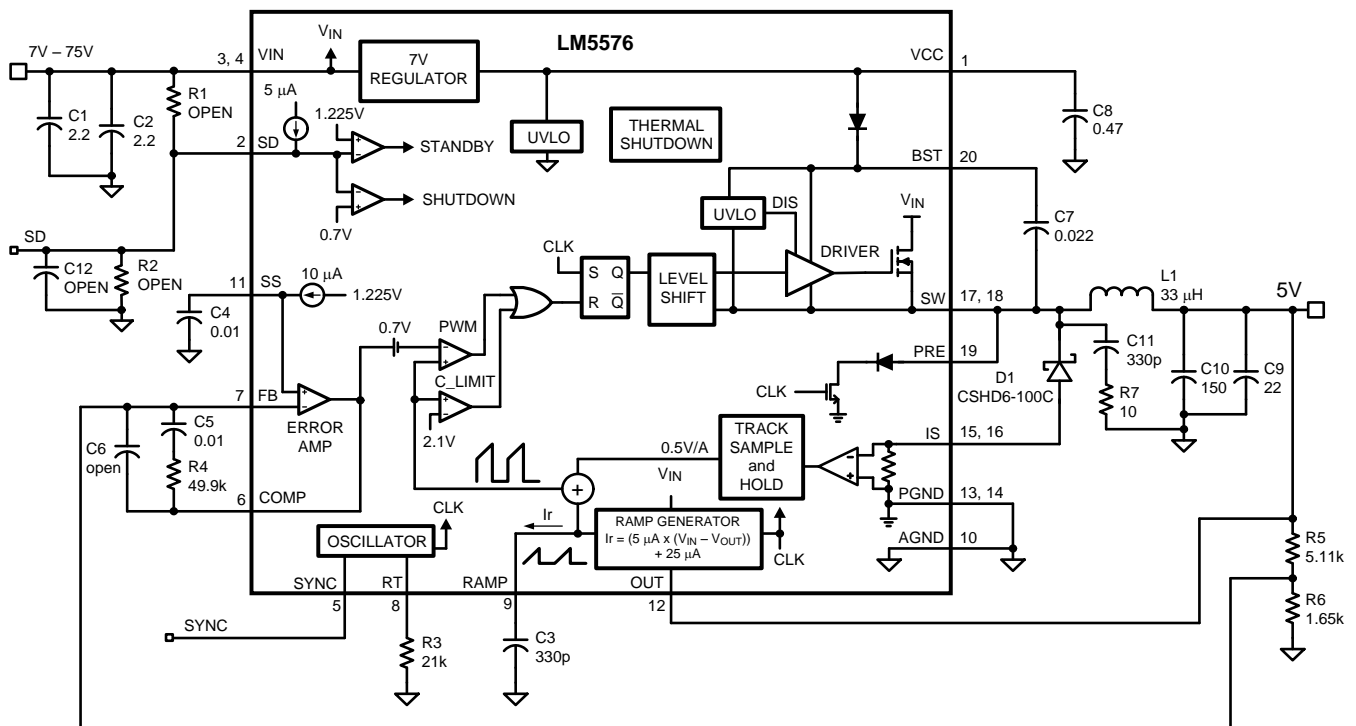 LM5576
7V – 75V
3, 4
VIN
VIN
7V
REGULATOR
VCC
1
C1
2.2
C2
2.2
R1
OPEN
5 µA
1.225V
2
SD
STANDBY
SHUTDOWN
0.7V
UVLO
THERMAL
SHUTDOWN
C8
0.47
BST
20
UVLO
DIS
VIN
DRIVER
C7
0.022
SD
C12
OPEN
R2
OPEN
11
SS
10 µA
1.225V
C4
0.01
CLK
S
Q
R
Q̅
LEVEL
SHIFT
SW
17, 18
L1
33 µH
5V
0.7V
PWM
C_LIMIT
2.1V
PRE
19
CLK
C11
330p
R7
10
D1
CSHD6-100C
C10
150
C9
22
7
FB
ERROR
AMP
C5
0.01
C6
open
R4
49.9k
6
COMP
0.5V/A
TRACK
SAMPLE
and
HOLD
IS
15, 16
PGND
13, 14
AGND
10
CLK
OSCILLATOR
Ir
VIN
RAMP GENERATOR
Ir = (5 µA x (VIN – VOUT))
+ 25 µA
CLK
R5
5.11k
R6
1.65k
SYNC
5
RT
8
RAMP
9
OUT
12
SYNC
R3
21k
C3
330p